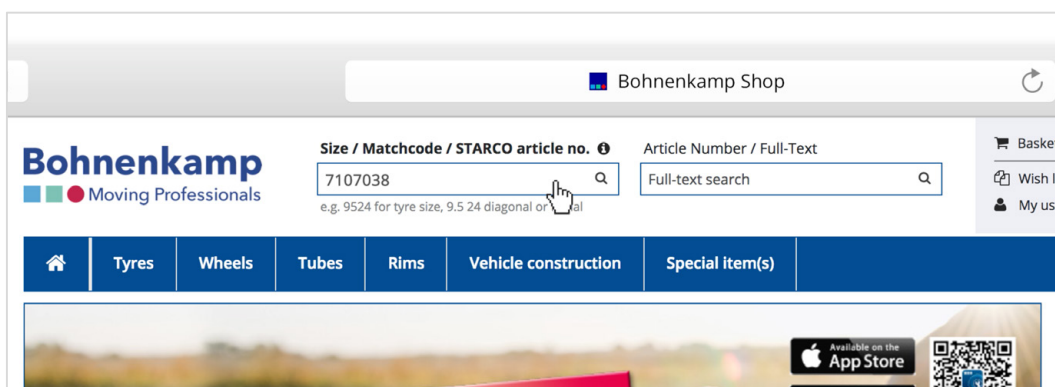 Bohnenkamp Shop
Bohnenkamp
Moving Professionals
Size / Matchcode / STARCO article no.
7107038
e.g. 9524 for tyre size, 9.5 24 diagonal or
Article Number / Full-Text
Full-text search
Wish
My
Tyres
Wheels
Tubes
Rims
Vehicle construction
Special item(s)
Available on the
App Store